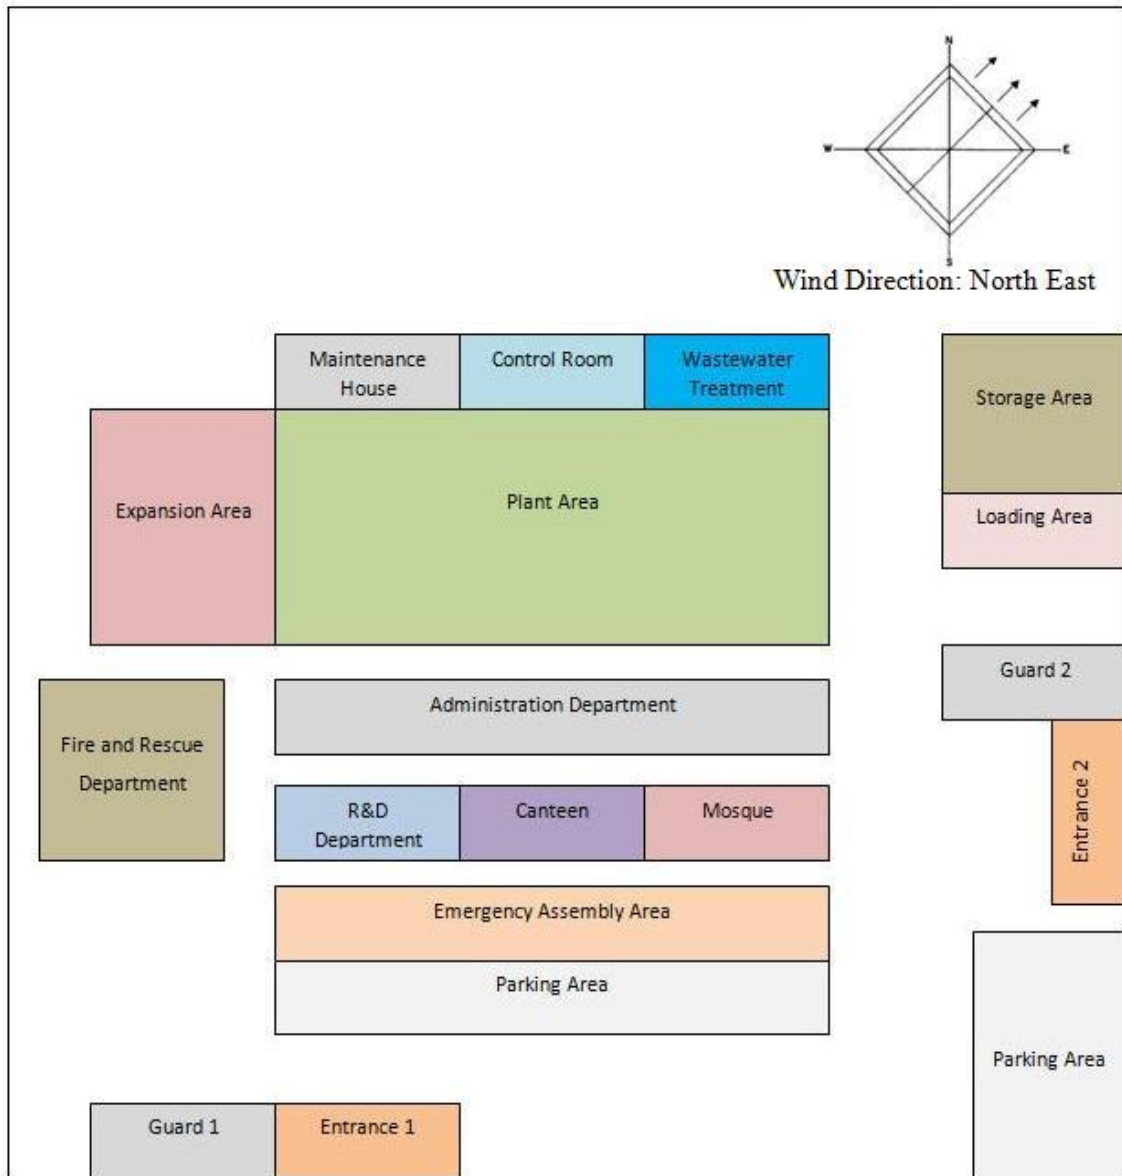 N
W
E
S
Wind Direction: North East
Maintenance
House
Control Room
Wastewater
Treatment
Storage Area
Expansion Area
Plant Area
Loading Area
Guard 2
Administration Department
Fire and Rescue
Department
Entrance 2
R&D
Department
Canteen
Mosque
Emergency Assembly Area
Parking Area
Parking Area
Guard 1
Entrance 1